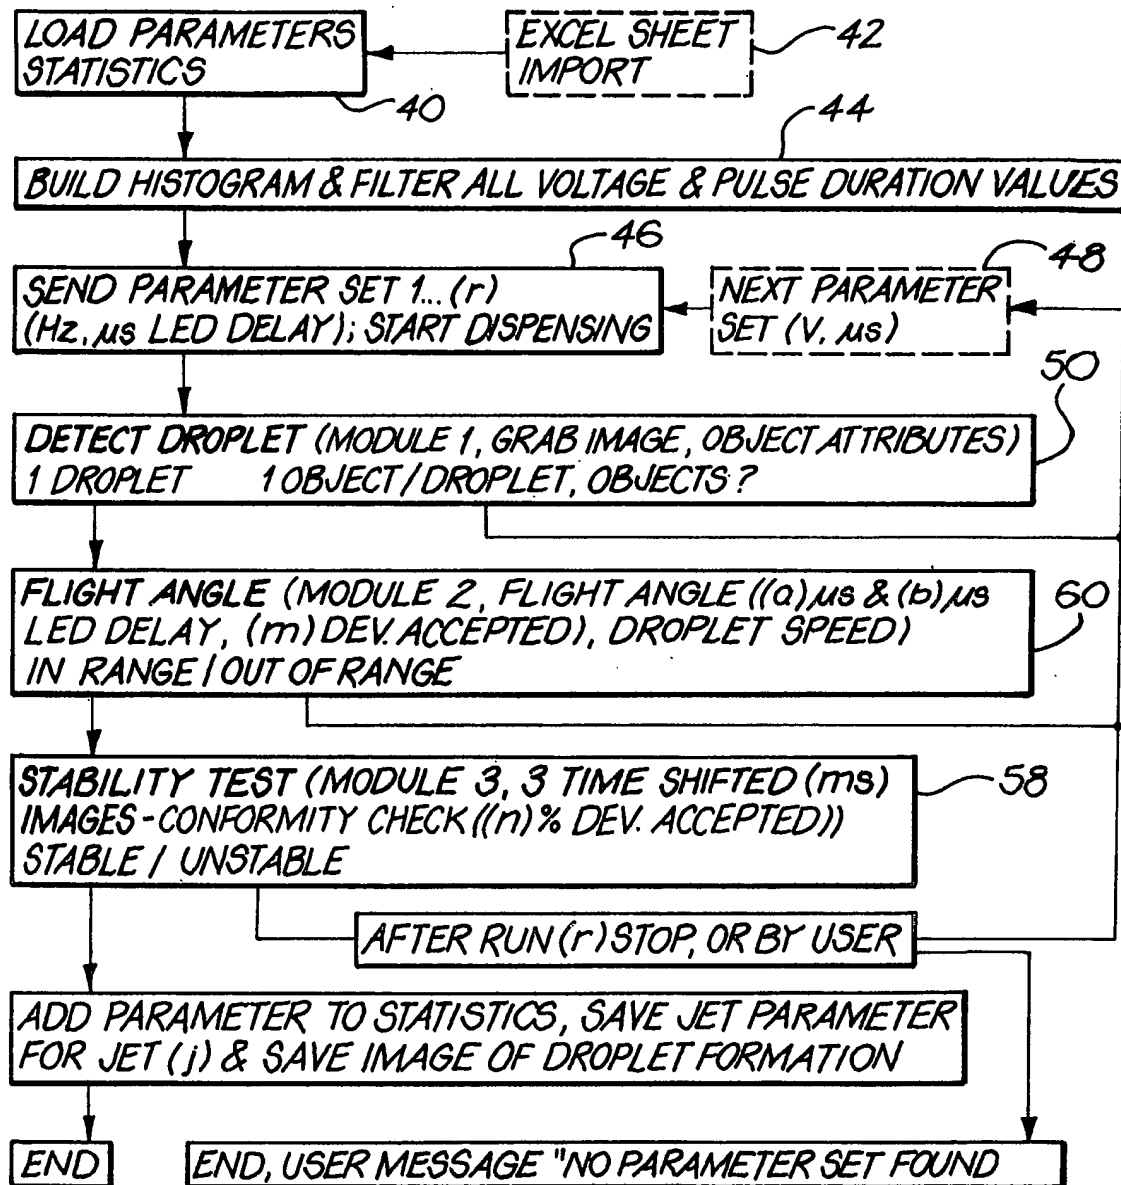 LOAD PARAMETERS
STATISTICS
EXCEL SHEET
IMPORT
42
40
44
BUILD HISTOGRAM & FILTER ALL VOLTAGE & PULSE DURATION VALUES
46
48
SEND PARAMETER SET 1... (r)
(Hz, µs LED DELAY); START DISPENSING
NEXT PARAMETER
SET (V, µs)
50
DETECT DROPLET (MODULE 1, GRAB IMAGE, OBJECT ATTRIBUTES)
1 DROPLET 1 OBJECT / DROPLET, OBJECTS ?
FLIGHT ANGLE (MODULE 2, FLIGHT ANGLE ((a) µs & (b) µs
LED DELAY, (m) DEV. ACCEPTED), DROPLET SPEED)
IN RANGE / OUT OF RANGE
60
STABILITY TEST (MODULE 3, 3 TIME SHIFTED (ms)
IMAGES - CONFORMITY CHECK ((n) % DEV. ACCEPTED))
STABLE / UNSTABLE
58
AFTER RUN (r) STOP, OR BY USER
ADD PARAMETER TO STATISTICS, SAVE JET PARAMETER
FOR JET (j) & SAVE IMAGE OF DROPLET FORMATION
END
END, USER MESSAGE "NO PARAMETER SET FOUND